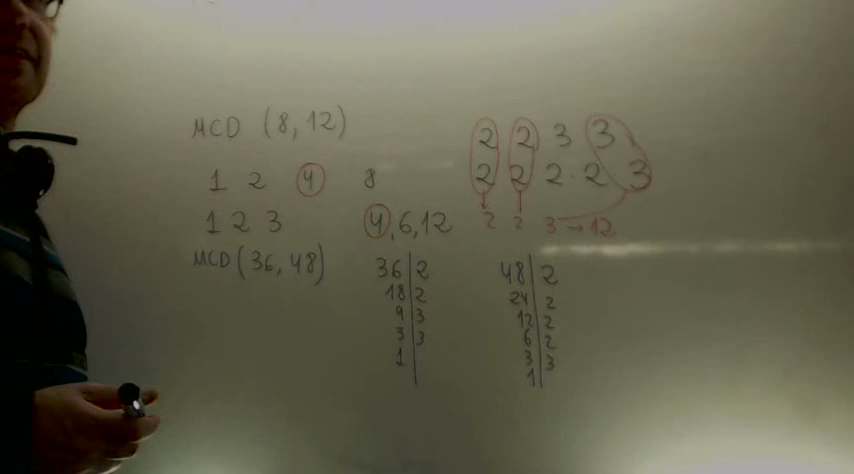 MCD (8,12)
1 2 4 8
1 2 3 4, 6, 12
2 2 3 3
2 2 2 · 2 3
2 2 3 → 12
MCD (36, 48)
36 | 2
18 | 2
9 | 3
3 | 3
1 |
48 | 2
24 | 2
12 | 2
6 | 2
3 | 3
1 |